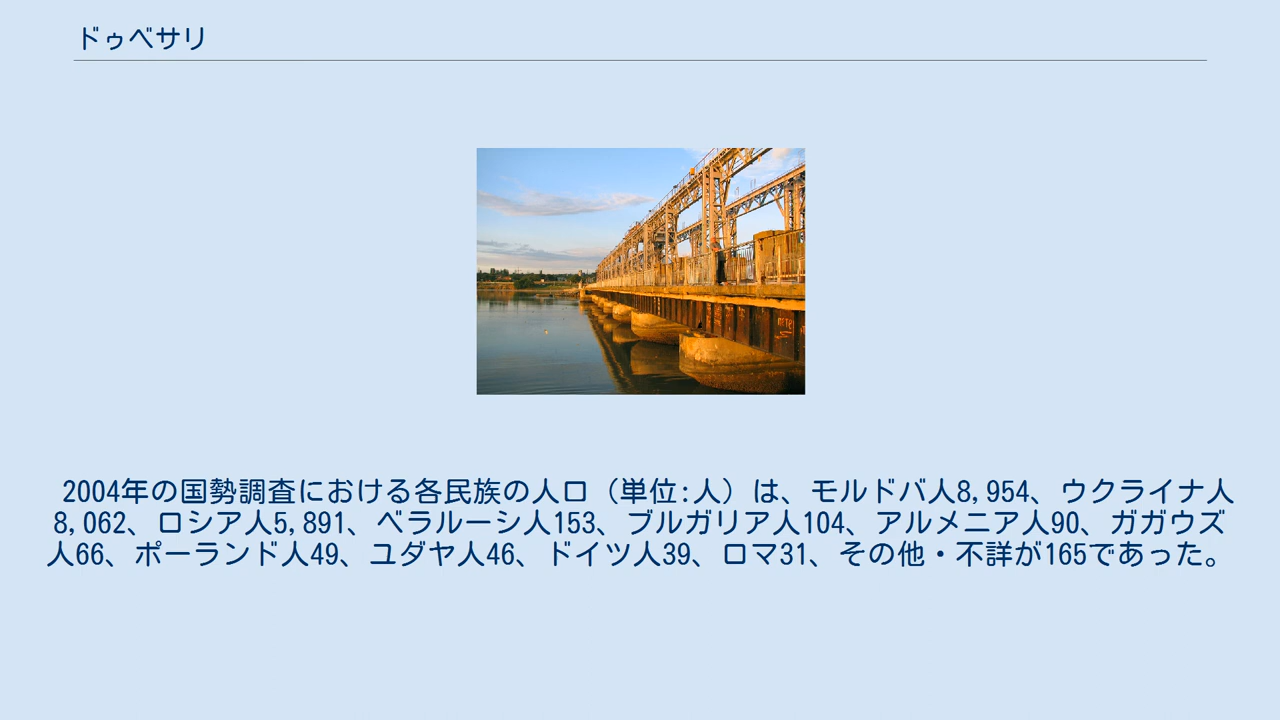 ドゥベサリ
2004年の国勢調査における各民族の人口（単位:人）は、モルドバ人8,954、ウクライナ人
8,062、ロシア人5,891、ベラルーシ人153、ブルガリア人104、アルメニア人90、ガガウズ
人66、ポーランド人49、ユダヤ人46、ドイツ人39、ロマ31、その他・不詳が165であった。